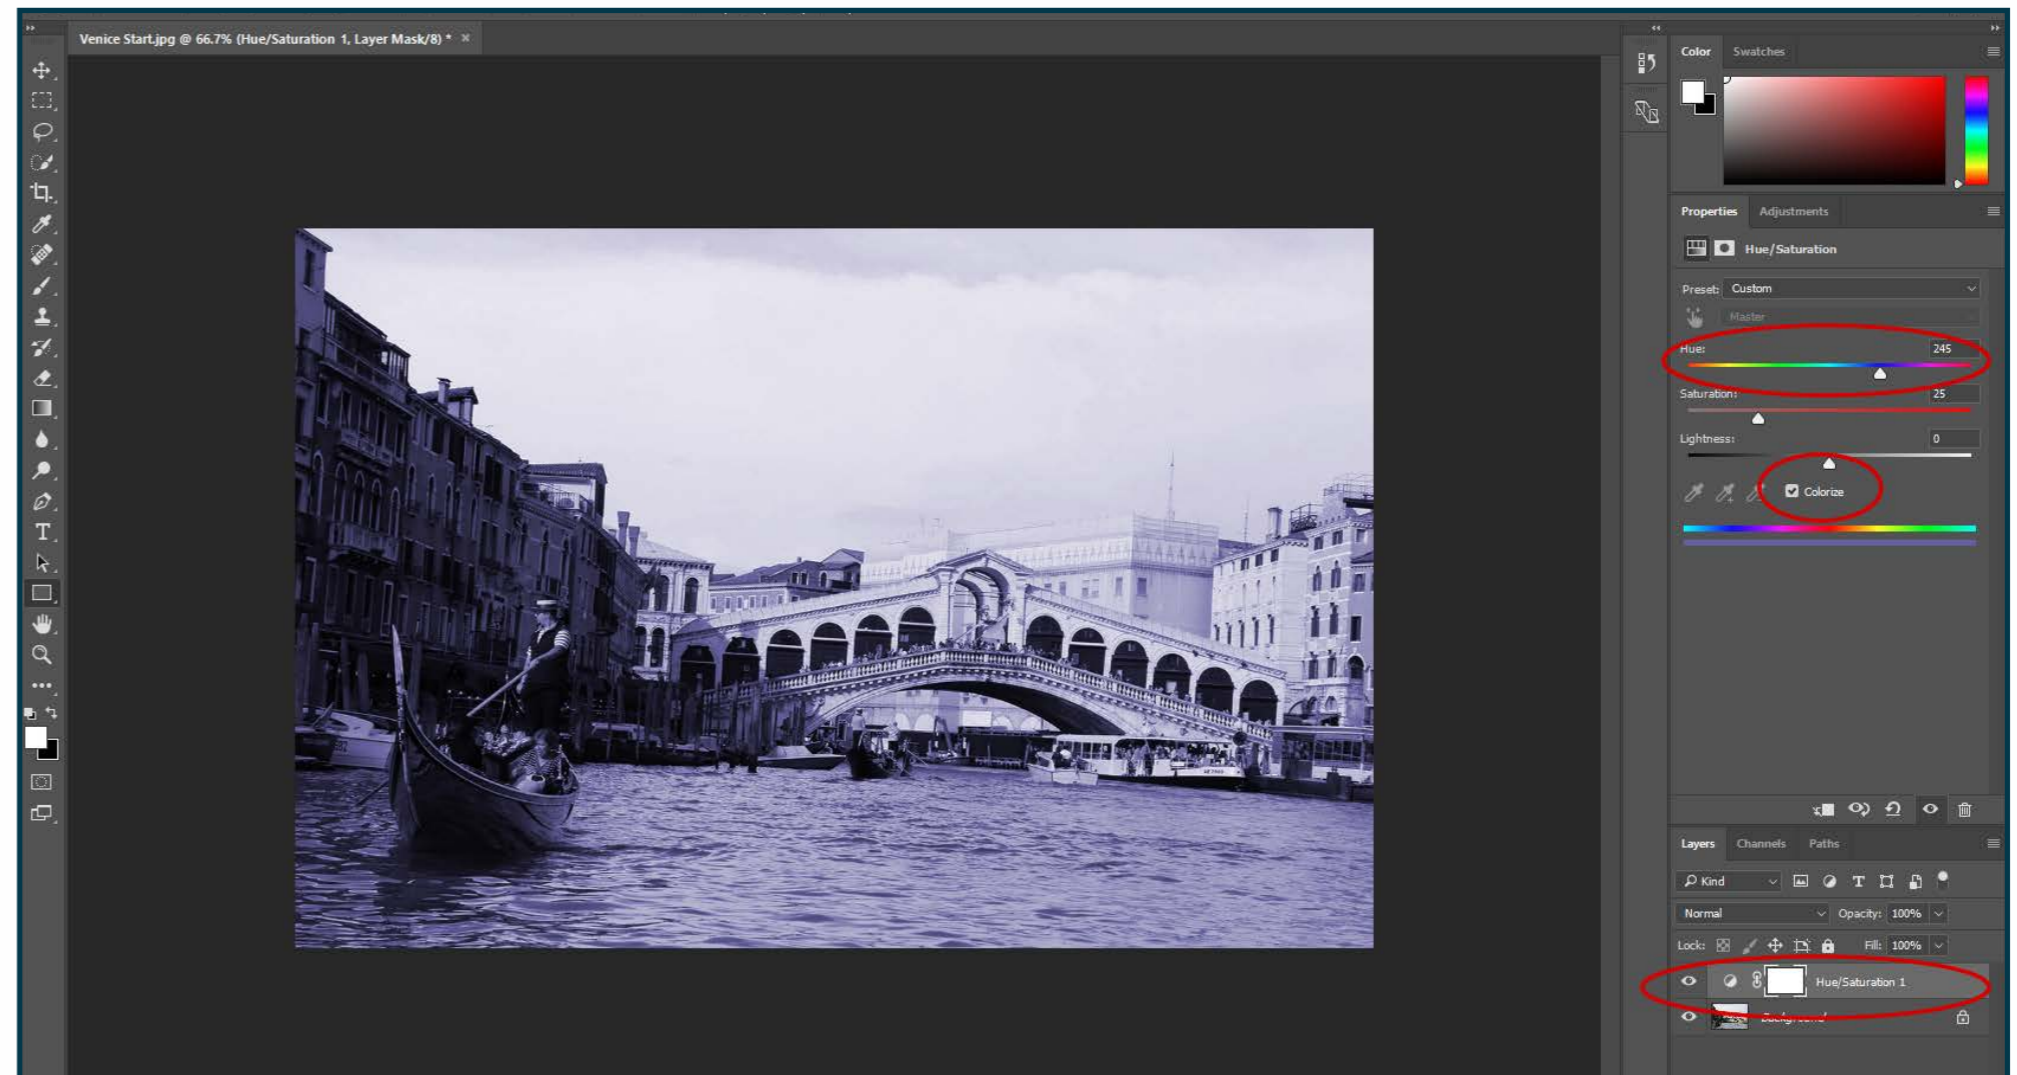 Venice Start.jpg @ 66.7% (Hue/Saturation 1, Layer Mask/8) *
Color Swatches
Properties Adjustments
Hue/Saturation
Preset: Custom
Master
Hue: 245
Saturation: 25
Lightness: 0
Colorize
Layers Channels Paths
Kind
Normal Opacity: 100%
Lock: Fill: 100%
Hue/Saturation 1
Background